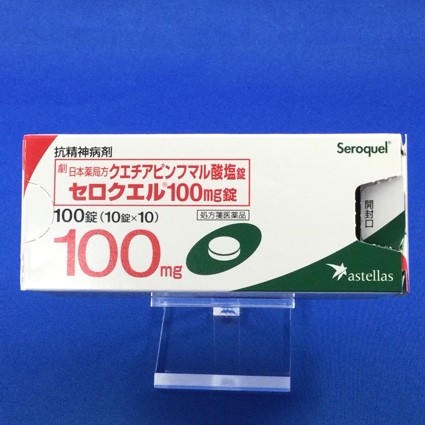 抗精神病剤
Seroquel®
劇 日本薬局方 クエチアピンフマル酸塩錠
セロクエル®100mg錠
100錠(10錠×10)
処方箋医薬品
100mg
開封口
astellas